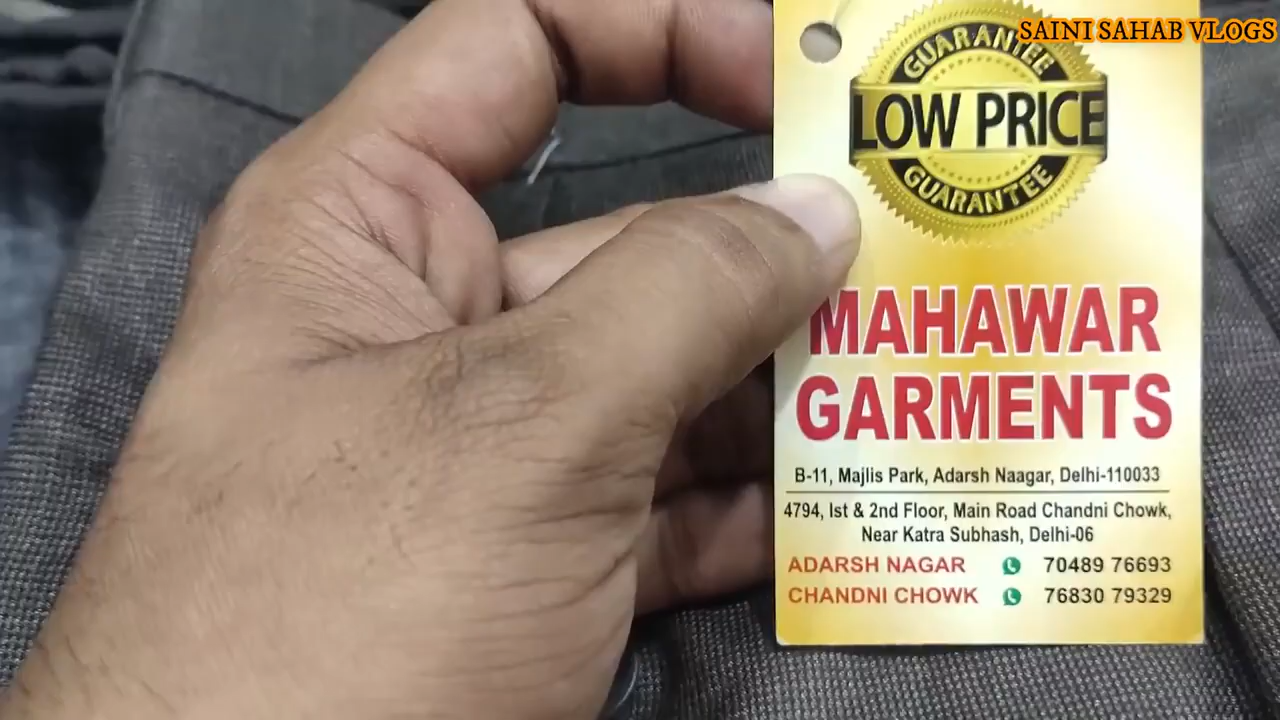 SAINI SAHAB VLOGS
GUARANTEE
LOW PRICE
GUARANTEE
MAHAWAR
GARMENTS
B-11, Majlis Park, Adarsh Naagar, Delhi-110033
4794, Ist & 2nd Floor, Main Road Chandni Chowk,
Near Katra Subhash, Delhi-06
ADARSH NAGAR 70489 76693
CHANDNI CHOWK 76830 79329